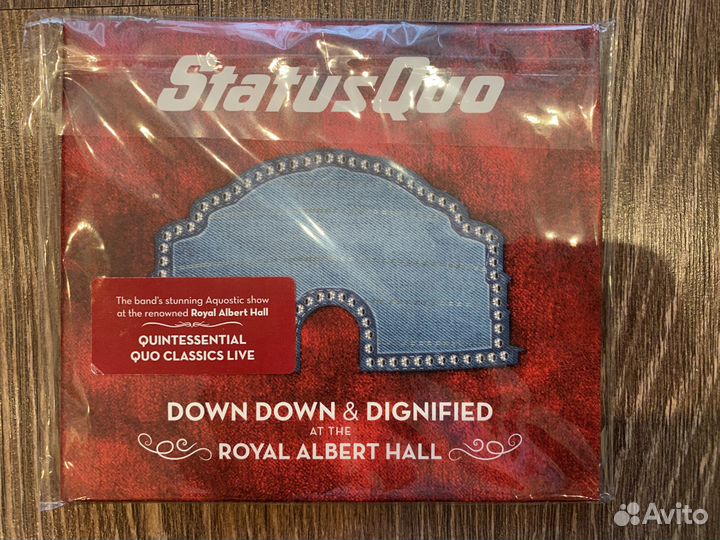 StatusQuo
The band's stunning Aquostic show
at the renowned Royal Albert Hall
QUINTESSENTIAL
QUO CLASSICS LIVE
DOWN DOWN & DIGNIFIED
AT THE
ROYAL ALBERT HALL
Avito